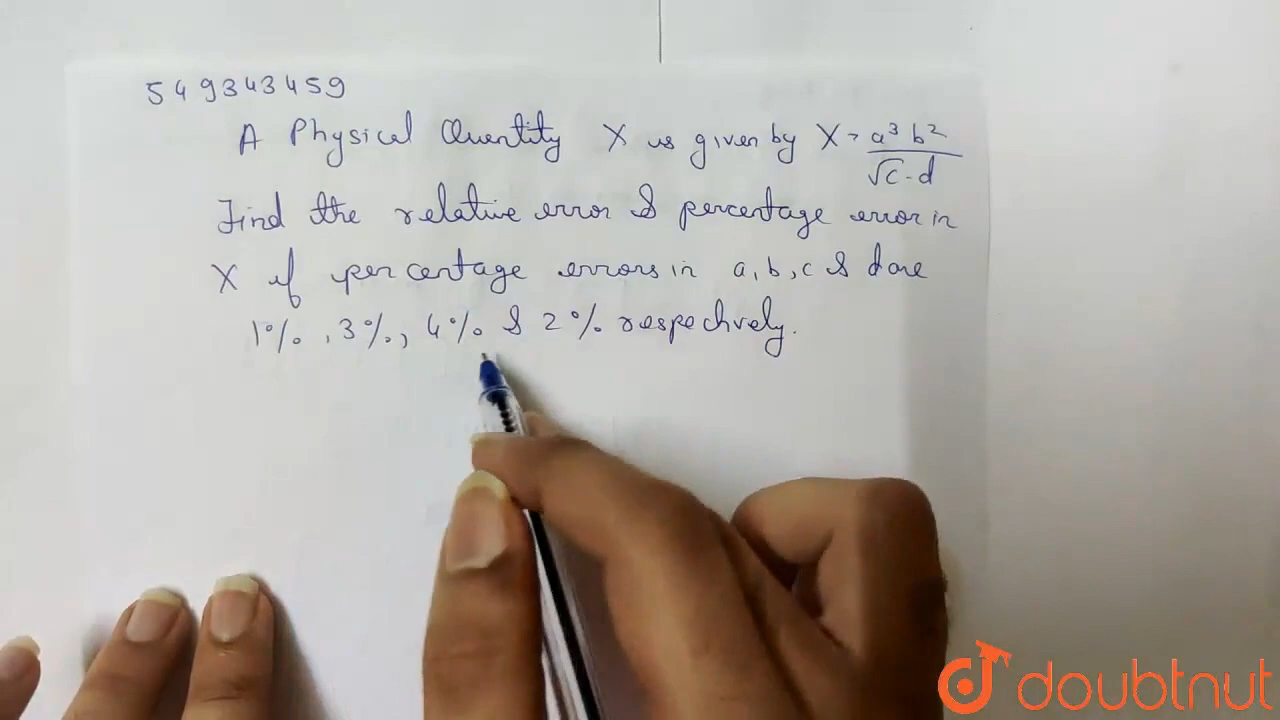 549343459
A Physical Quantity X is given by X = a³ b² / √c · d
Find the relative error & percentage error in
X if percentage errors in a, b, c & d are
1%, 3%, 4% & 2% respectively.
doubtnut